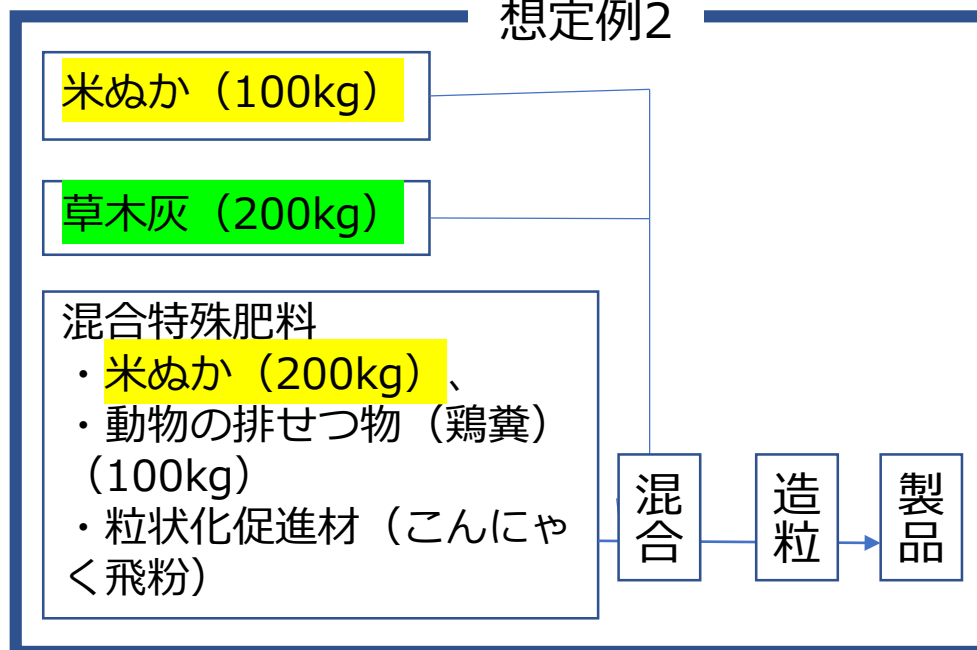 想定例2
米ぬか（100kg）
草木灰（200kg）
混合特殊肥料
・米ぬか（200kg）、
・動物の排せつ物（鶏糞）
（100kg）
・粒状化促進材（こんにゃ
く飛粉）
混合
造粒
製品